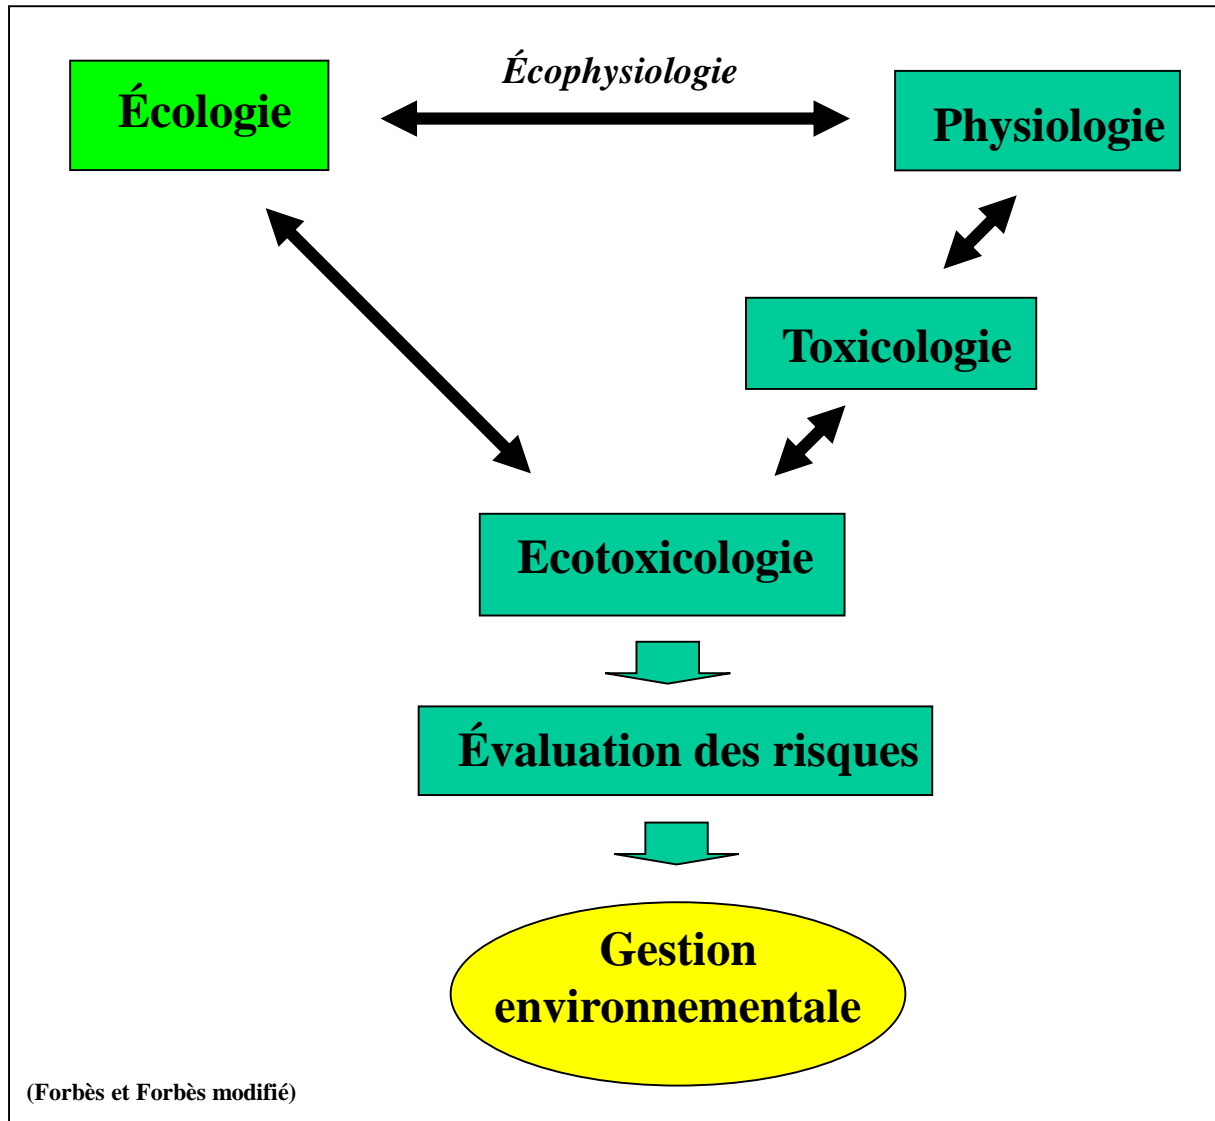 Écophysiologie
Écologie
Physiologie
Toxicologie
Ecotoxicologie
Évaluation des risques
Gestion
environnementale
(Forbès et Forbès modifié)